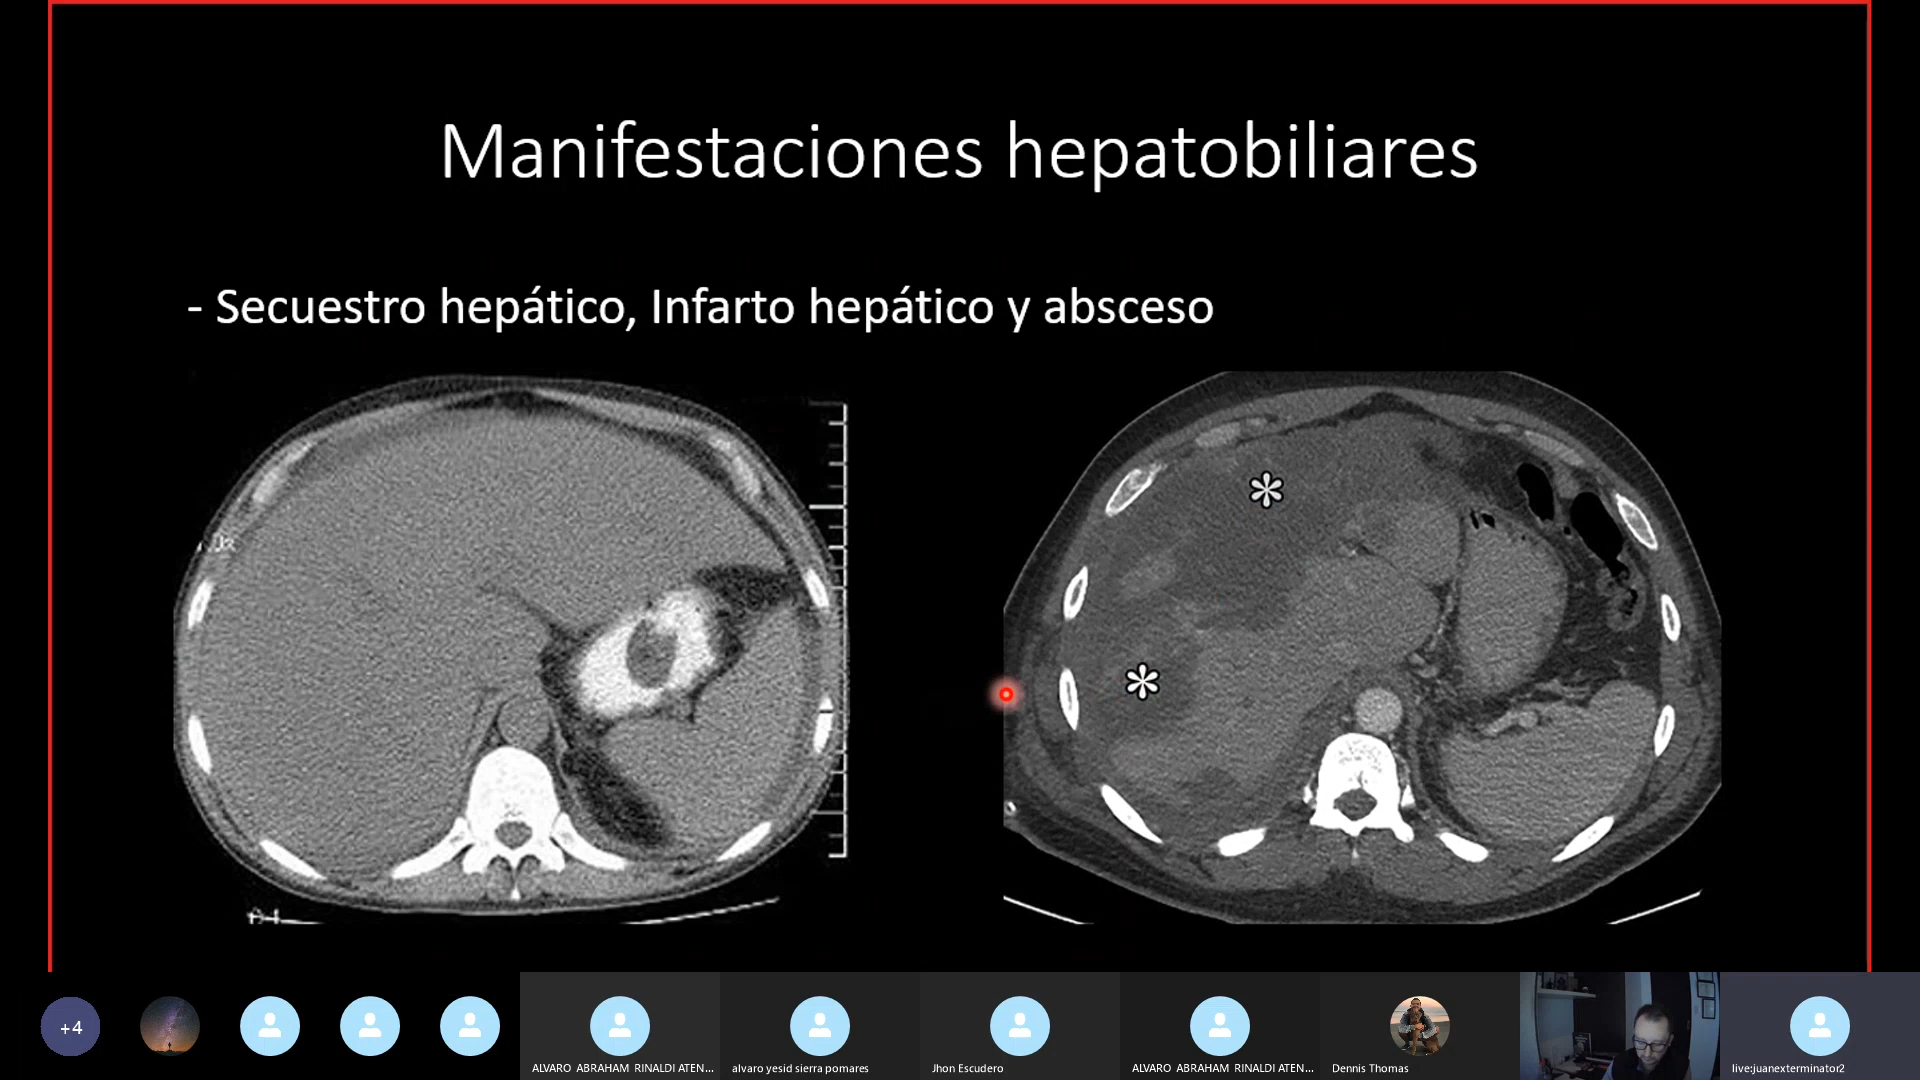 Manifestaciones hepatobiliares
- Secuestro hepático, Infarto hepático y absceso
*
*
+4
ALVARO ABRAHAM RINALDI ATEN...
alvaro yesid sierra pomares
Jhon Escudero
ALVARO ABRAHAM RINALDI ATEN...
Dennis Thomas
live:juanexterminator2